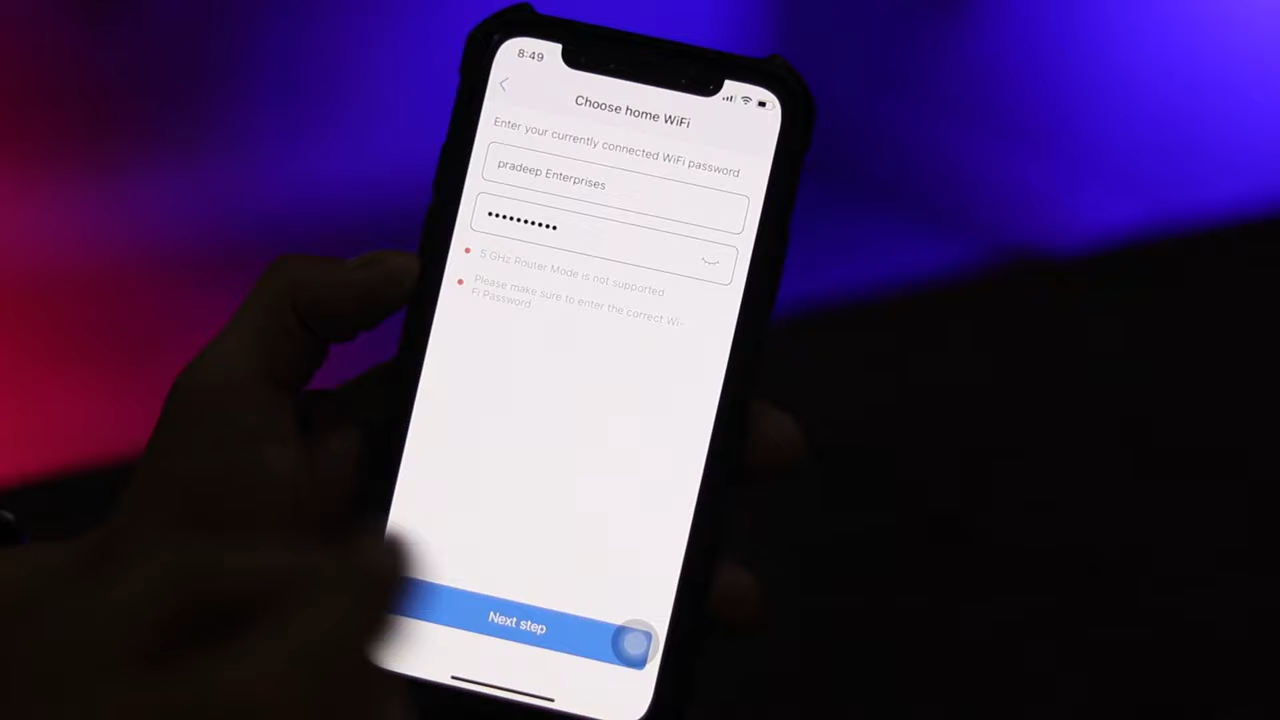 8:49
Choose home WiFi
Enter your currently connected WiFi password
pradeep Enterprises
••••••••••
5 GHz Router Mode is not supported
Please make sure to enter the correct Wi-
Fi Password
Next step